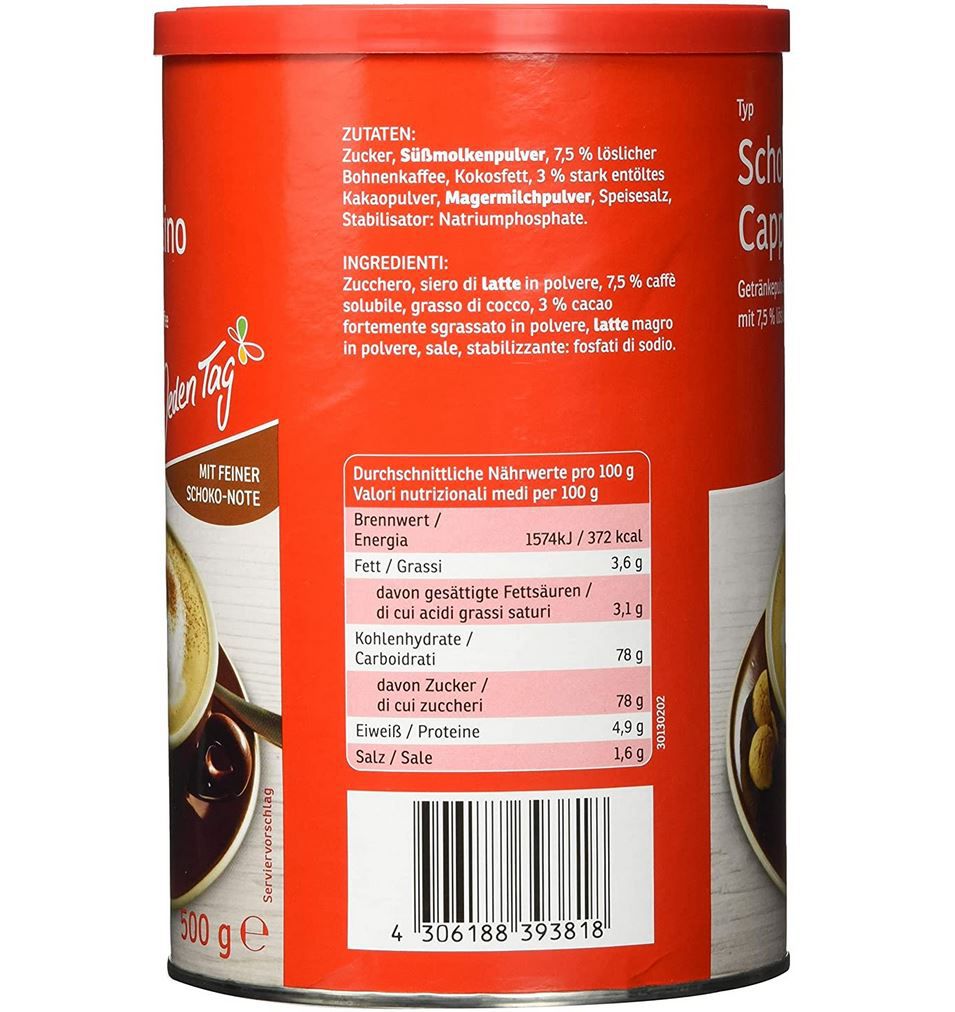 ZUTATEN:
Zucker, Süßmolkenpulver, 7,5 % löslicher
Bohnenkaffee, Kokosfett, 3 % stark entöltes
Kakaopulver, Magermilchpulver, Speisesalz,
Stabilisator: Natriumphosphate.
INGREDIENTI:
Zucchero, siero di latte in polvere, 7,5 % caffè
solubile, grasso di cocco, 3 % cacao
fortemente sgrassato in polvere, latte magro
in polvere, sale, stabilizzante: fosfati di sodio.
Durchschnittliche Nährwerte pro 100 g
Valori nutrizionali medi per 100 g
Brennwert /
Energia 1574kJ / 372 kcal
Fett / Grassi 3,6 g
davon gesättigte Fettsäuren /
di cui acidi grassi saturi 3,1 g
Kohlenhydrate /
Carboidrati 78 g
davon Zucker /
di cui zuccheri 78 g
Eiweiß / Proteine 4,9 g
Salz / Sale 1,6 g
30130202
4 306188 393818
ino
Jeden Tag
MIT FEINER
SCHOKO-NOTE
Serviervorschlag
500 g e
Typ
Scho
Capp
mit 7,5 %